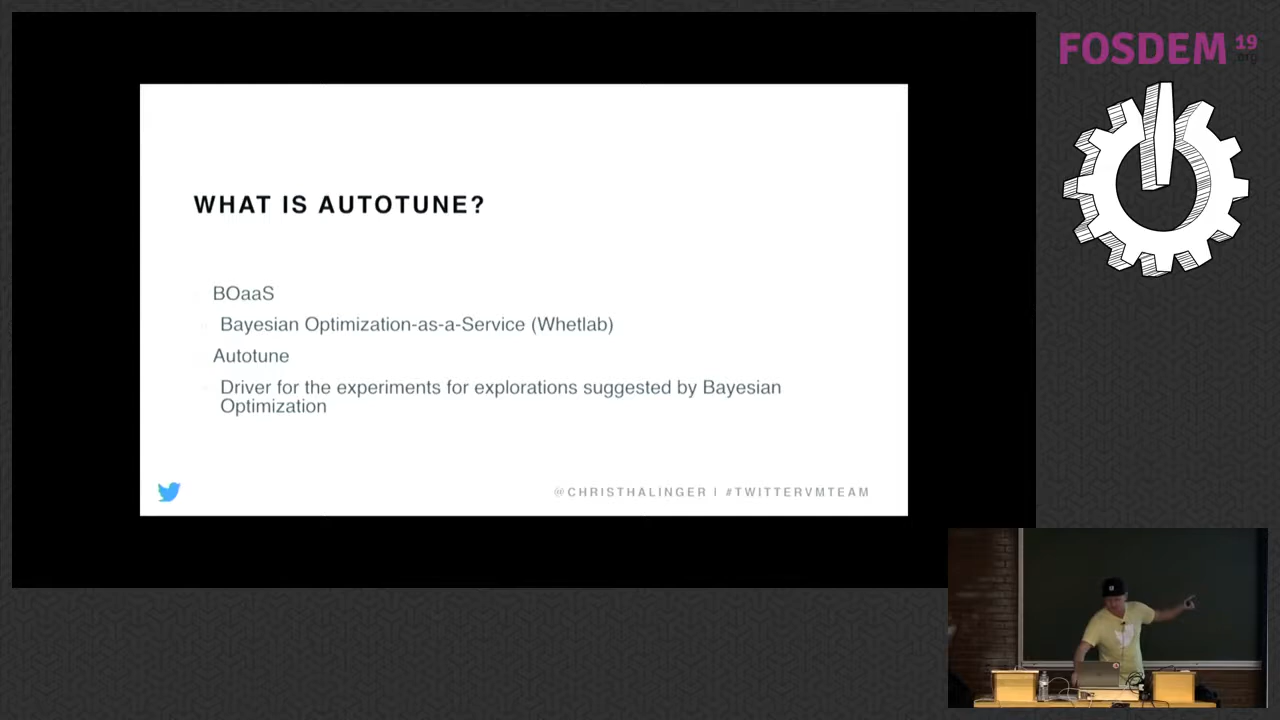 WHAT IS AUTOTUNE?
BOaaS
Bayesian Optimization-as-a-Service (Whetlab)
Autotune
Driver for the experiments for explorations suggested by Bayesian
Optimization
@CHRISTHALINGER | #TWITTERVMTEAM
FOSDEM 19
.org